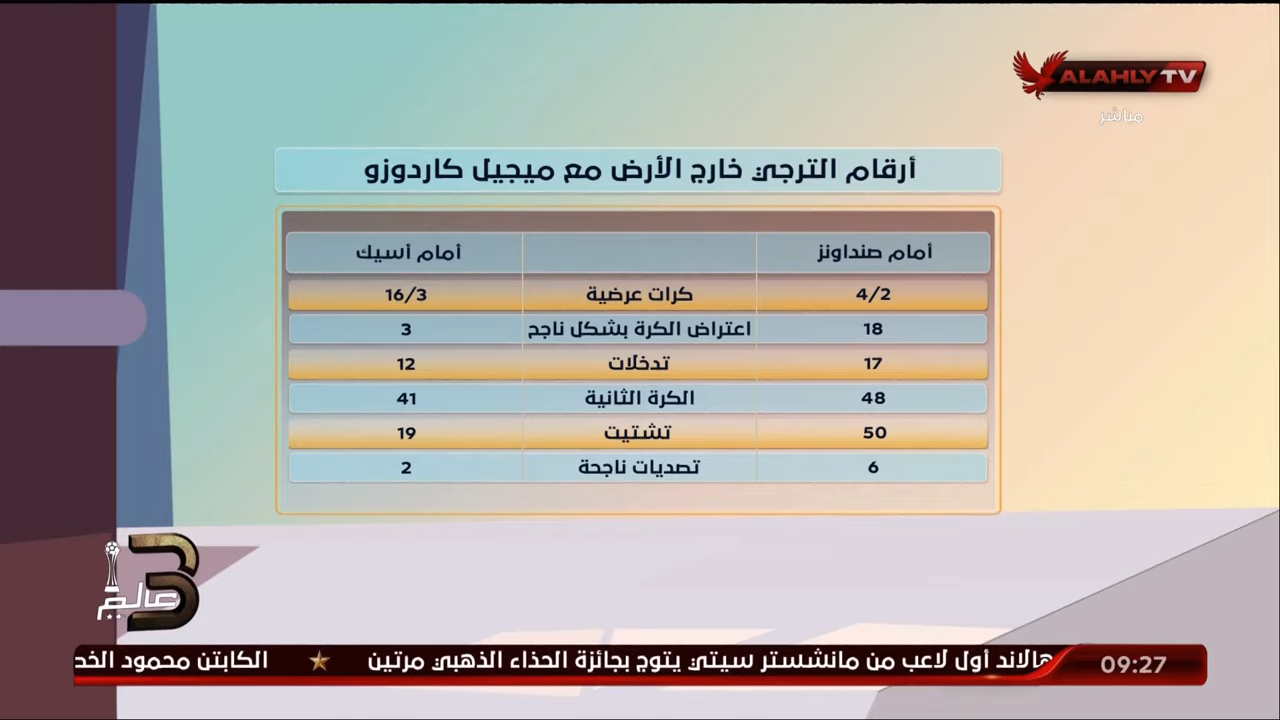 ALAHLY TV
مباشر
أرقام الترجي خارج الأرض مع ميجيل كاردوزو
أمام صنداونز أمام أسيك
4/2 كرات عرضية 16/3
18 اعتراض الكرة بشكل ناجح 3
17 تدخلات 12
48 الكرة الثانية 41
50 تشتيت 19
6 تصديات ناجحة 2
3 عالم
09:27 هالاند أول لاعب من مانشستر سيتي يتوج بجائزة الحذاء الذهبي مرتين الكابتن محمود الخط